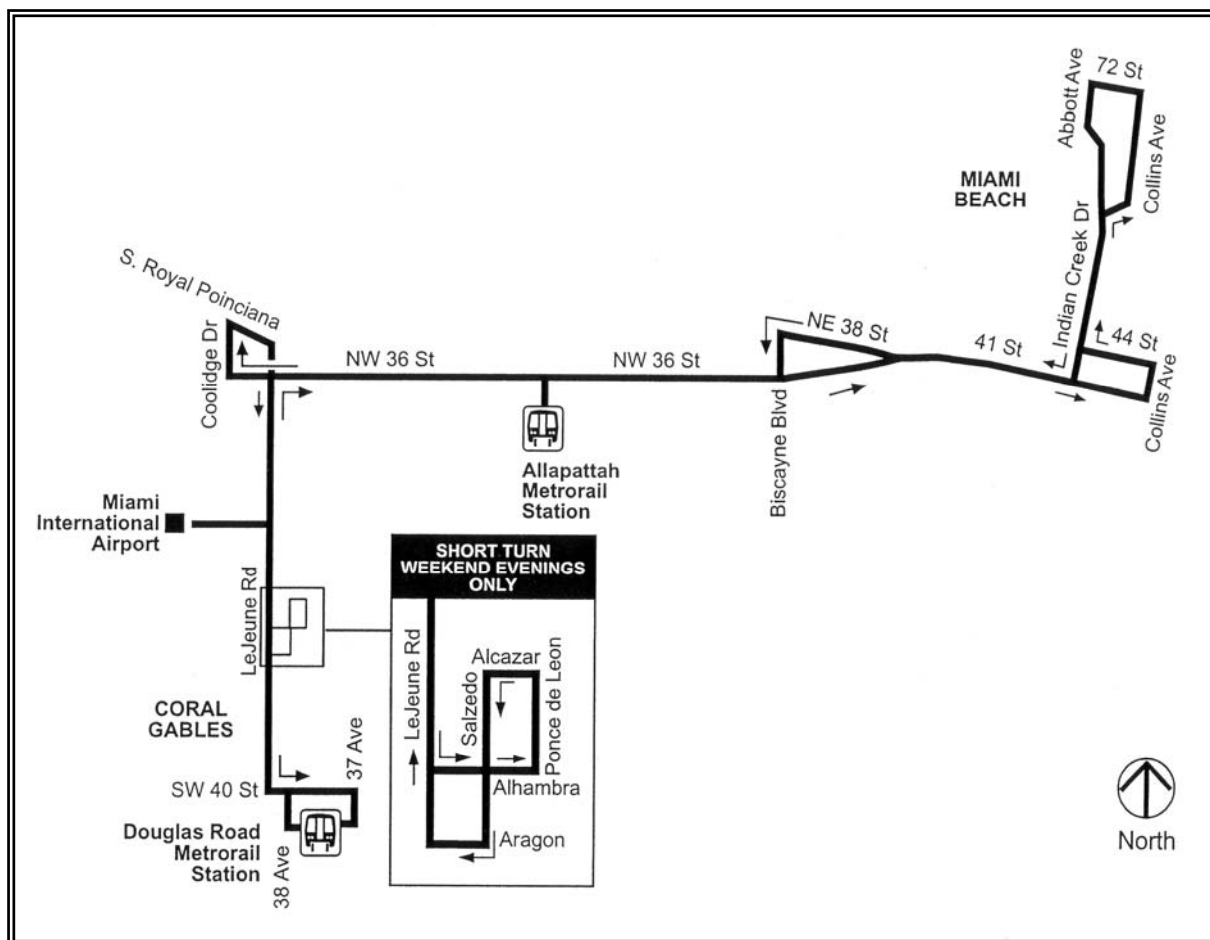 72 St
Abbott Ave
Collins Ave
MIAMI
BEACH
Indian Creek Dr
S. Royal Poinciana
Coolidge Dr
NW 36 St
NW 36 St
NE 38 St
41 St
44 St
Collins Ave
Biscayne Blvd
Allapattah
Metrorail
Station
Miami
International
Airport
LeJeune Rd
SHORT TURN
WEEKEND EVENINGS
ONLY
LeJeune Rd
Alcazar
Salzedo
Ponce de Leon
Alhambra
Aragon
CORAL
GABLES
37 Ave
SW 40 St
Douglas Road
Metrorail
Station
38 Ave
North